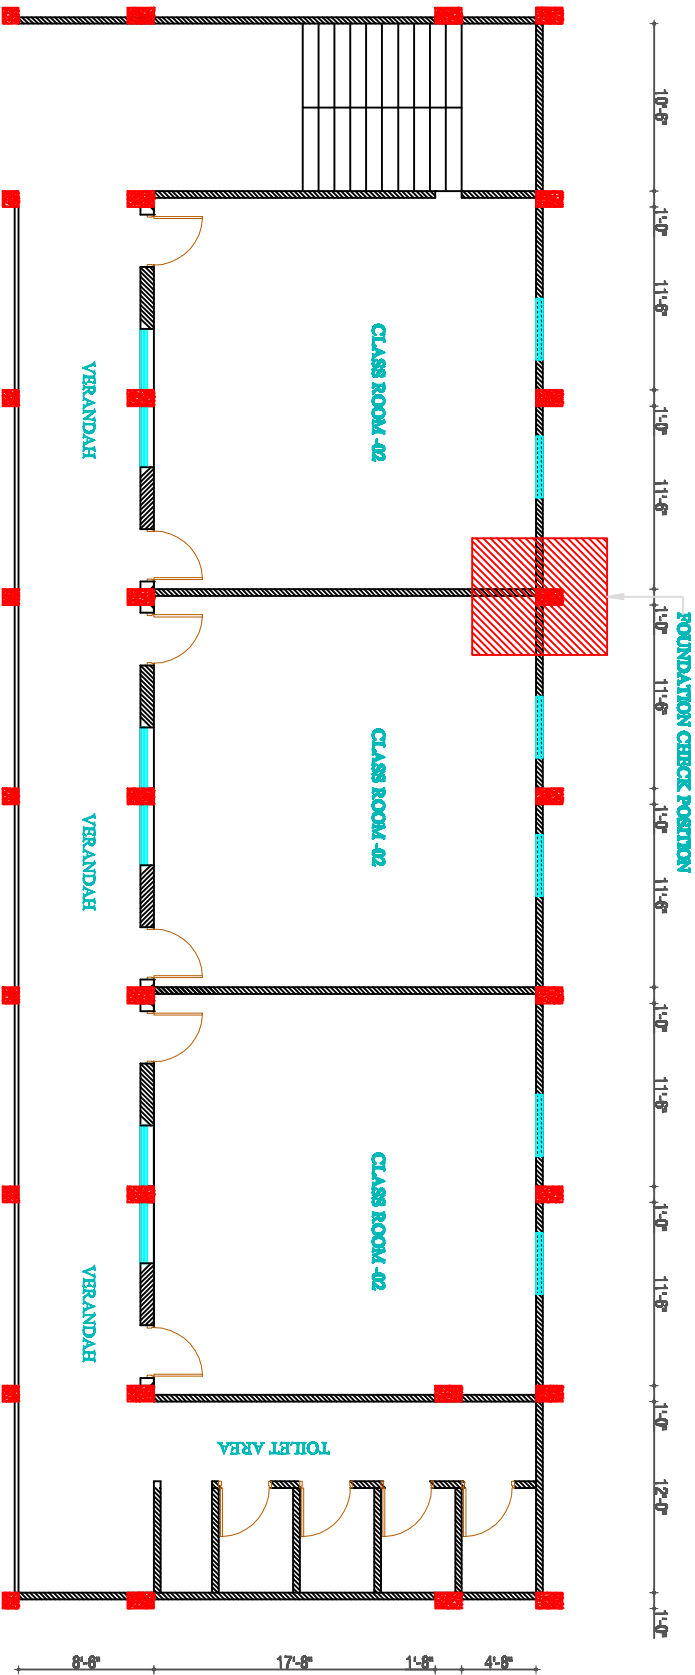 10'-6"
1'-0"
11'-6"
1'-0"
11'-6"
1'-0"
11'-6"
1'-0"
11'-6"
1'-0"
11'-6"
1'-0"
11'-6"
1'-0"
12'-0"
1'-0"
FOUNDATION CHECK POSITION
CLASS ROOM -02
CLASS ROOM -02
CLASS ROOM -02
VERANDAH
VERANDAH
VERANDAH
TOILET AREA
8'-6"
17'-8"
1'-8"
4'-8"